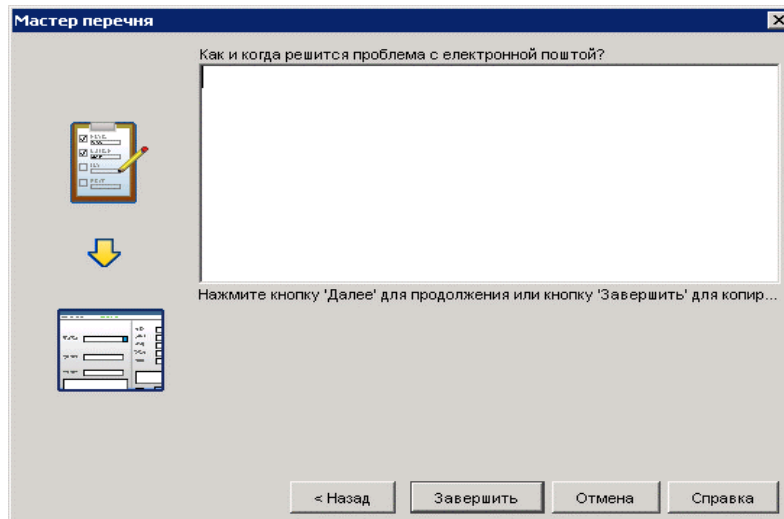 Мастер перечня
Как и когда решится проблема с електронной поштой?
Нажмите кнопку 'Далее' для продолжения или кнопку 'Завершить' для копир...
< Назад
Завершить
Отмена
Справка